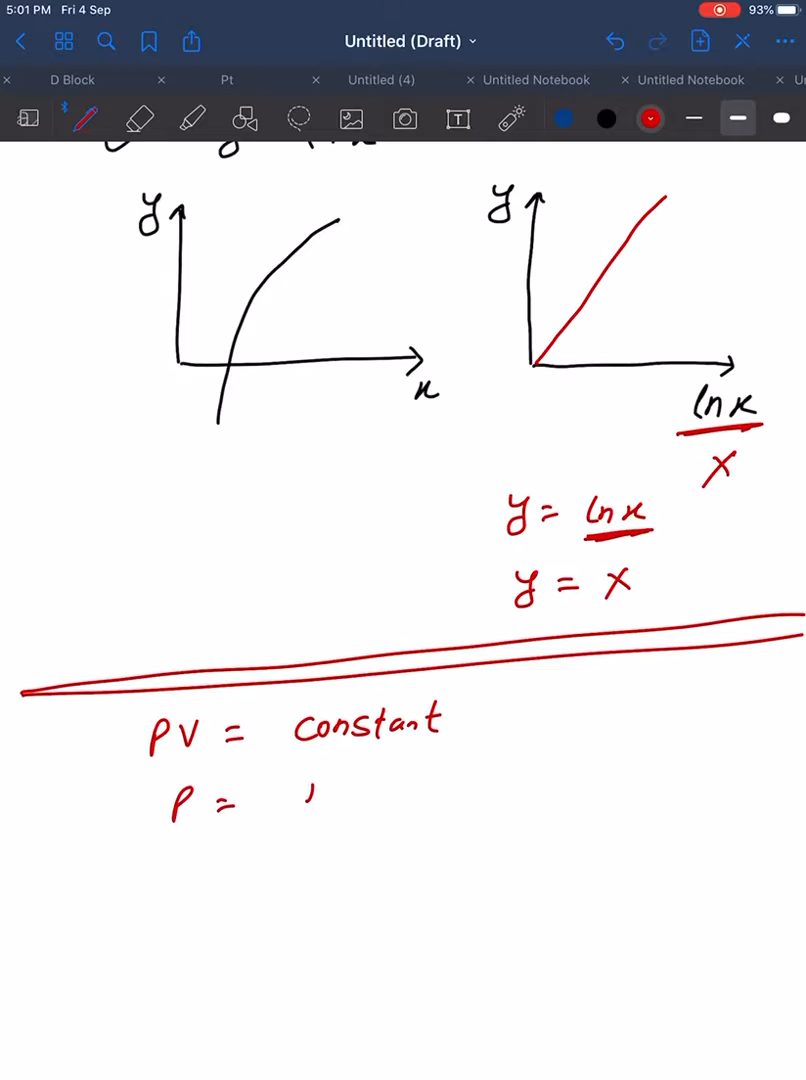 5:01 PM Fri 4 Sep 93%
Untitled (Draft)
D Block Pt Untitled (4) Untitled Notebook Untitled Notebook
T
y x
y ln x
X
y = ln x
y = X
PV = constant
P =